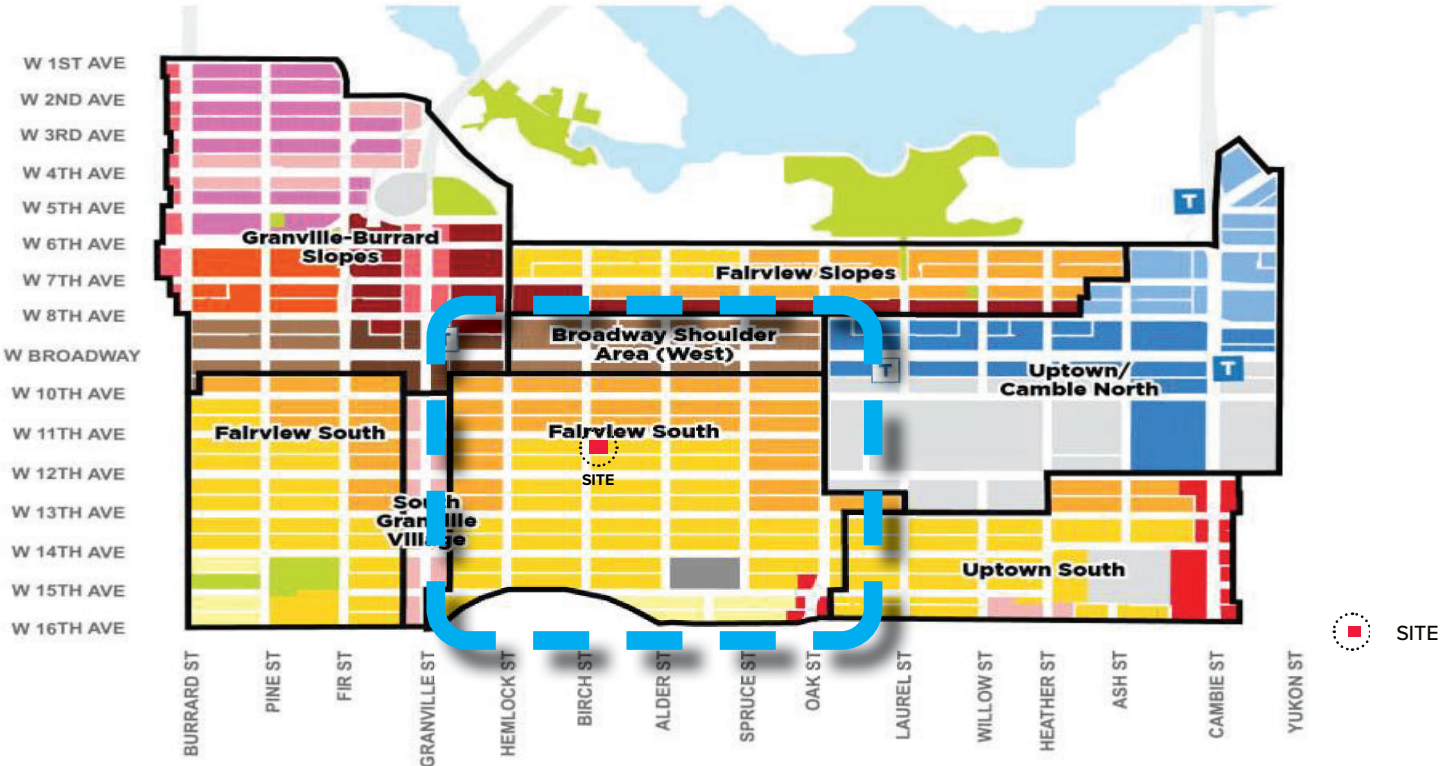 W 1ST AVE
W 2ND AVE
W 3RD AVE
W 4TH AVE
W 5TH AVE
W 6TH AVE
W 7TH AVE
W 8TH AVE
W BROADWAY
W 10TH AVE
W 11TH AVE
W 12TH AVE
W 13TH AVE
W 14TH AVE
W 15TH AVE
W 16TH AVE
Granville-Burrard
Slopes
Fairview Slopes
Broadway Shoulder
Area (West)
Uptown/
Cambie North
Fairview South
Fairview South
SITE
South
Granville
Village
Uptown South
T
T
T
T
SITE
BURRARD ST
PINE ST
FIR ST
GRANVILLE ST
HEMLOCK ST
BIRCH ST
ALDER ST
SPRUCE ST
OAK ST
LAUREL ST
WILLOW ST
HEATHER ST
ASH ST
CAMBIE ST
YUKON ST